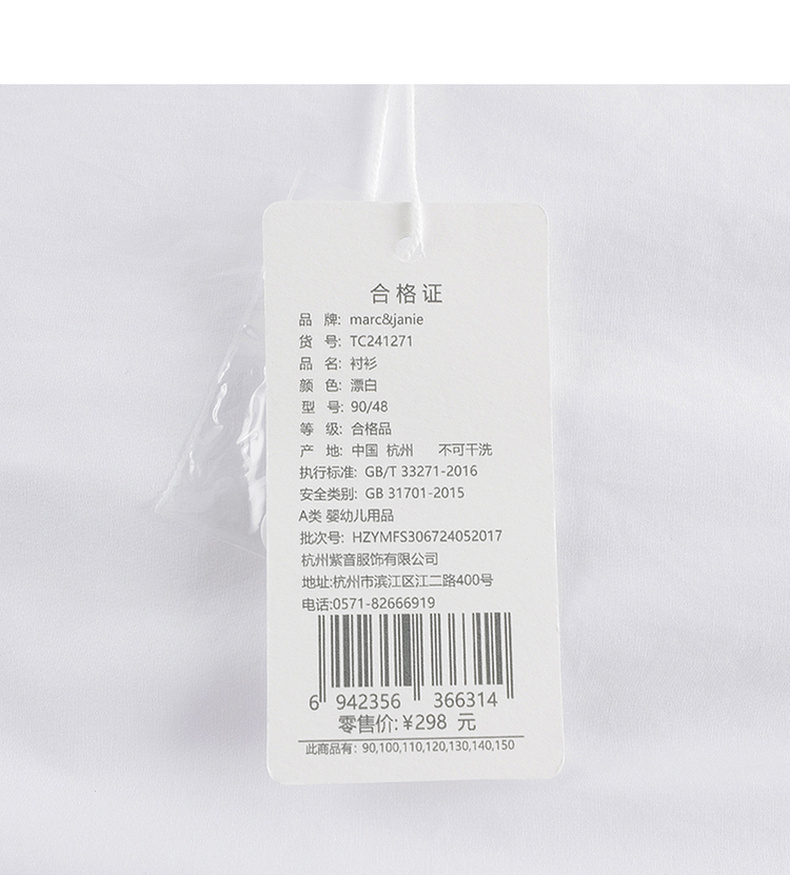 合格证
品 牌: marc&janie
货 号: TC241271
品 名: 衬衫
颜 色: 漂白
型 号: 90/48
等 级: 合格品
产 地: 中国 杭州 不可干洗
执行标准: GB/T 33271-2016
安全类别: GB 31701-2015
A类 婴幼儿用品
批次号: HZYMFS306724052017
杭州紫音服饰有限公司
地址:杭州市滨江区江二路400号
电话:0571-82666919
6 942356 366314
零售价:¥298 元
此商品有: 90,100,110,120,130,140,150